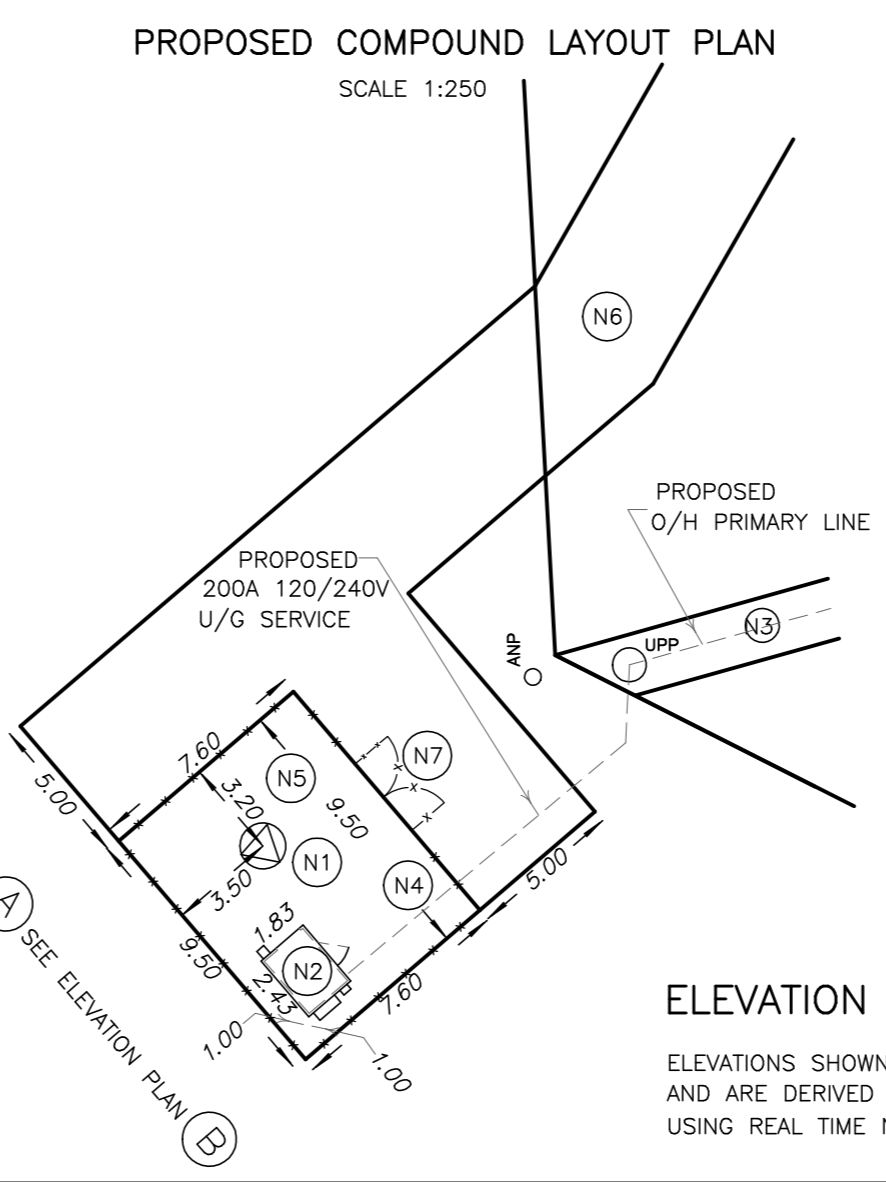 PROPOSED COMPOUND LAYOUT PLAN
SCALE 1:250
N6
PROPOSED
O/H PRIMARY LINE
PROPOSED
200A 120/240V
U/G SERVICE
N3
UPP
ANP
7.60
N7
5.00
N5
3.20
9.50
N1
3.50
N4
5.00
1.83
A
SEE ELEVATION PLAN
B
9.50
N2
2.43
7.60
1.00
1.00
ELEVATION
ELEVATIONS SHOWN
AND ARE DERIVED
USING REAL TIME